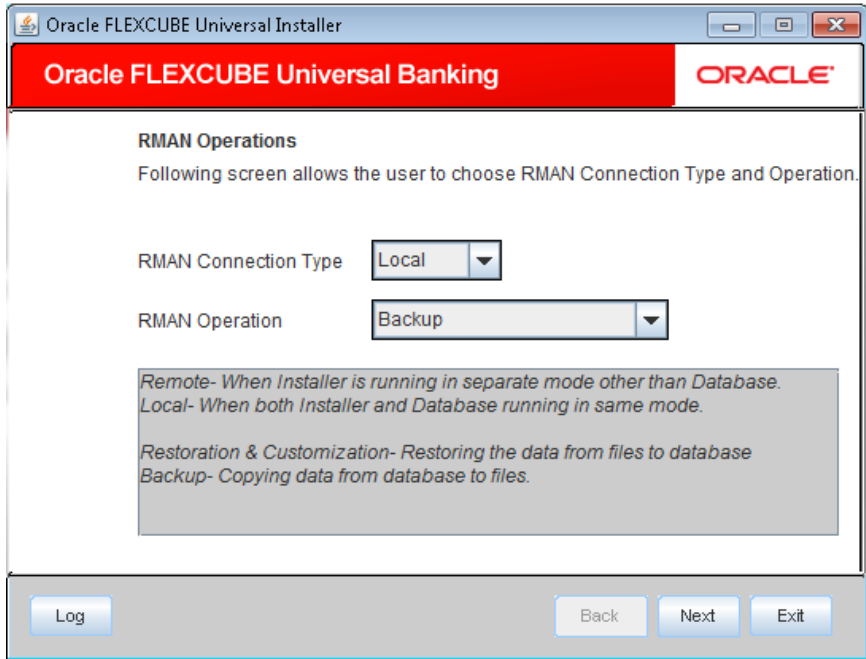 Oracle FLEXCUBE Universal Installer
Oracle FLEXCUBE Universal Banking
ORACLE
RMAN Operations
Following screen allows the user to choose RMAN Connection Type and Operation.
RMAN Connection Type Local
RMAN Operation Backup
Remote- When Installer is running in separate mode other than Database.
Local- When both Installer and Database running in same mode.
Restoration & Customization- Restoring the data from files to database
Backup- Copying data from database to files.
Log Back Next Exit